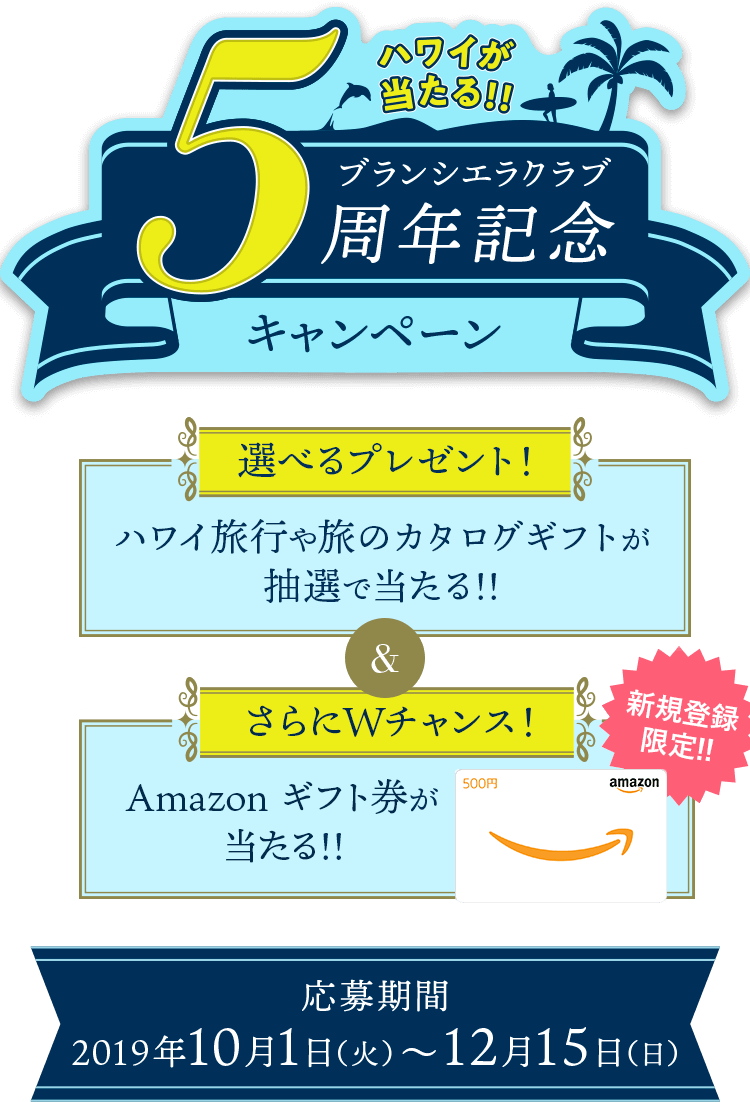 ハワイが
当たる!!
ブランシエラクラブ
5周年記念
キャンペーン
選べるプレゼント!
ハワイ旅行や旅のカタログギフトが
抽選で当たる!!
&
さらにWチャンス!
新規登録
限定!!
Amazon ギフト券が
当たる!!
500円
amazon
応募期間
2019年10月1日(火)～12月15日(日)